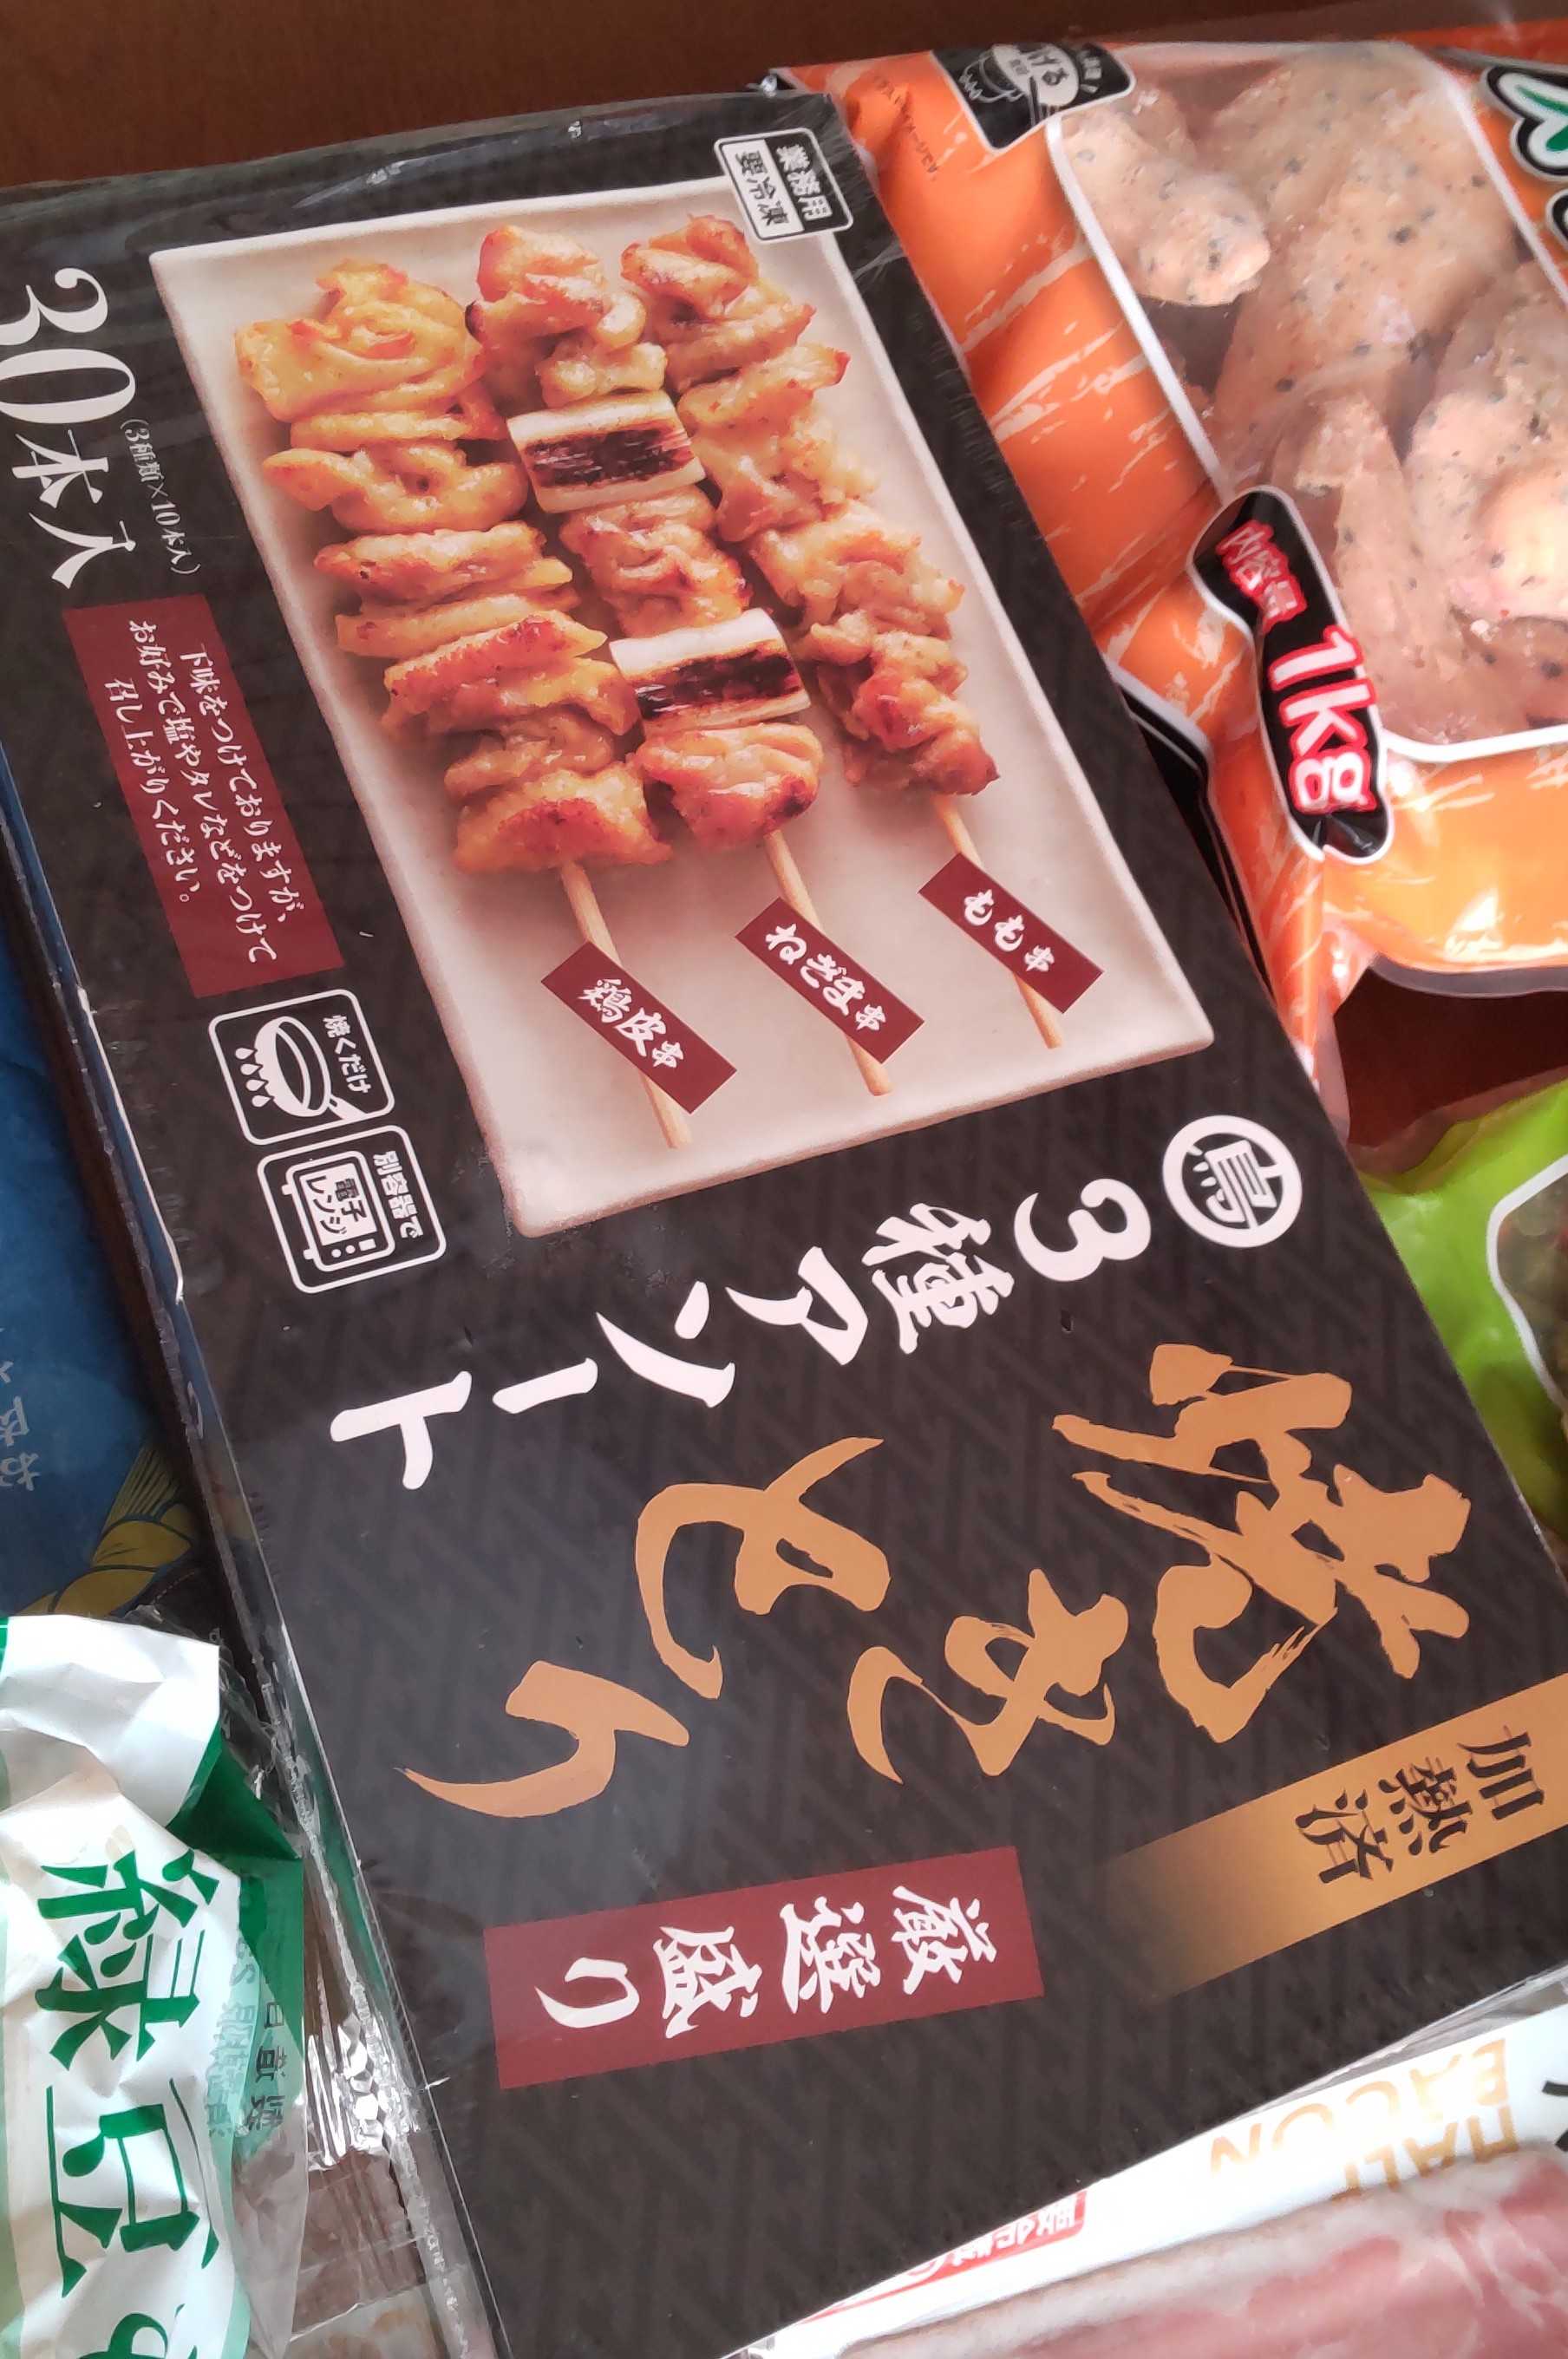 業務用
要冷凍
30本入
(3種類×10本入)
下味をつけておりますが、
お好みで塩やタレなどをつけて
召し上がりください。
焼くだけ
別容器で
電子
レンジ
鶏皮串
ねぎま串
もも串
鳥
3種アソート
焼きとり
加熱済
厳選盛り
内容量
1kg
緑豆
BACON